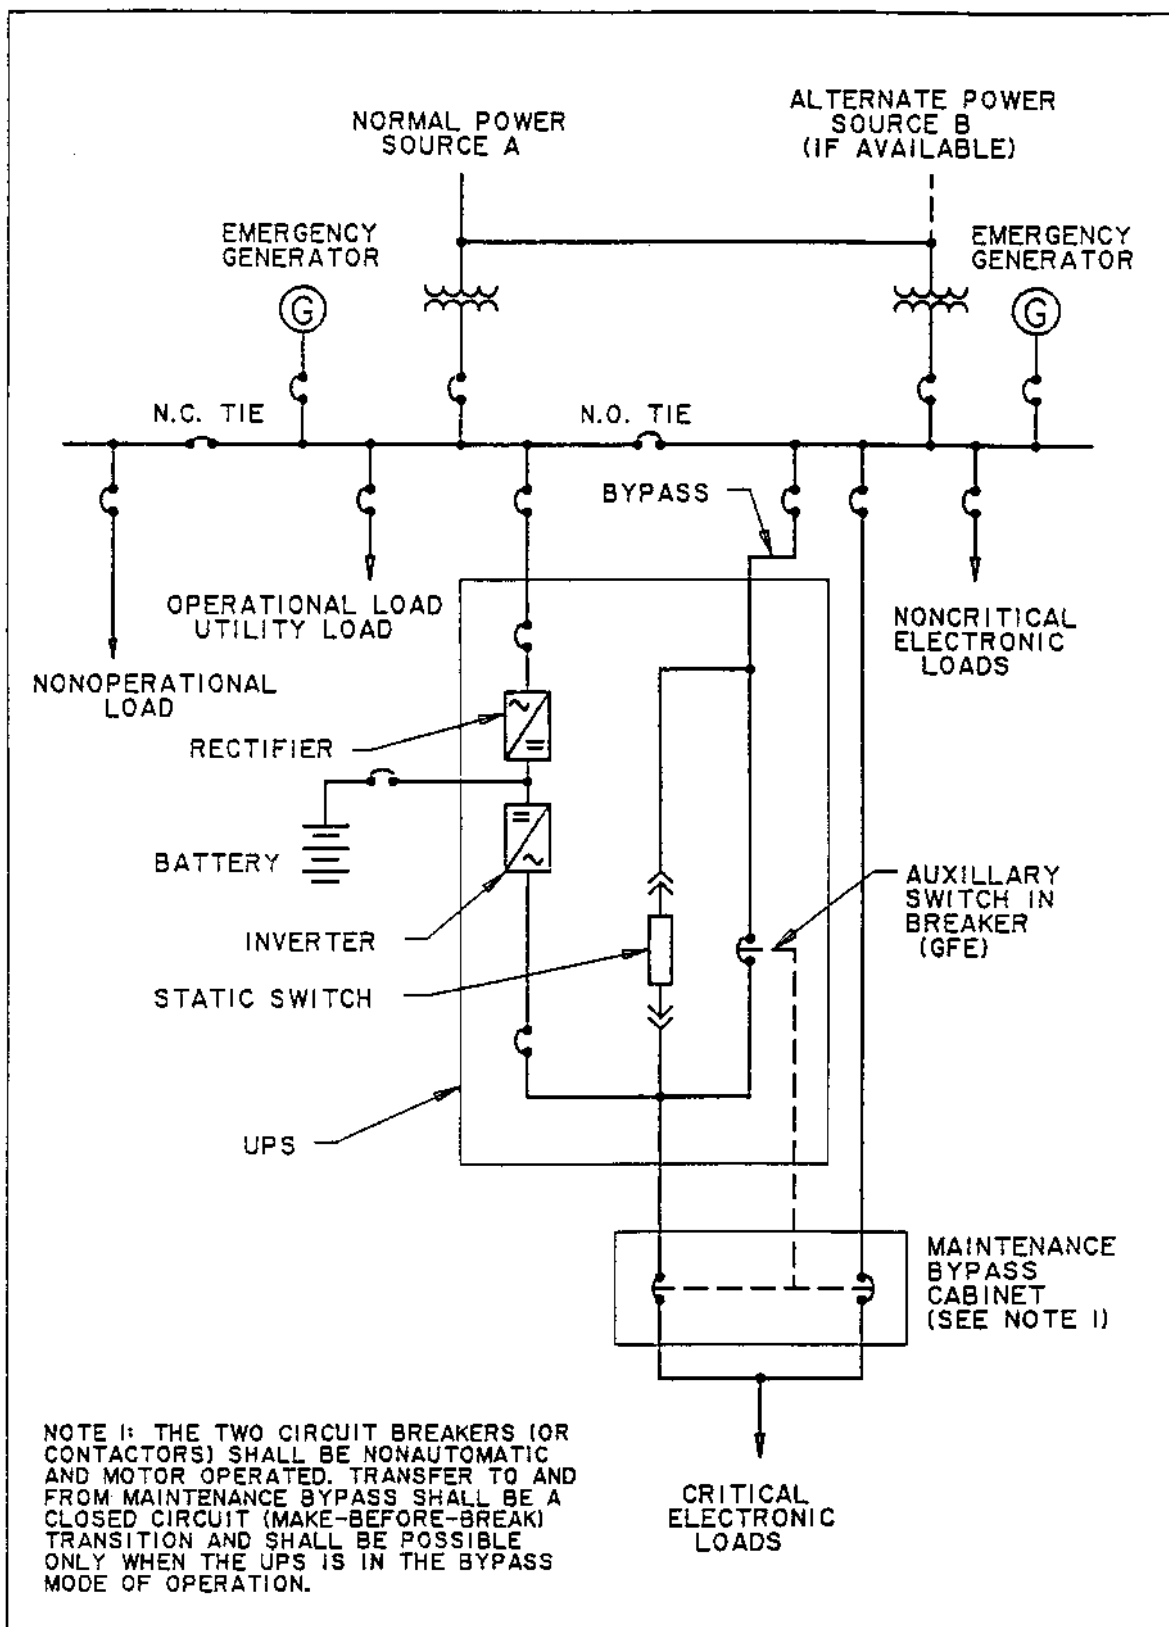 NORMAL POWER
SOURCE A
ALTERNATE POWER
SOURCE B
(IF AVAILABLE)
EMERGENCY
GENERATOR
EMERGENCY
GENERATOR
G
G
N.C. TIE
N.O. TIE
BYPASS
OPERATIONAL LOAD
UTILITY LOAD
NONCRITICAL
ELECTRONIC
LOADS
NONOPERATIONAL
LOAD
RECTIFIER
BATTERY
AUXILLARY
SWITCH IN
BREAKER
(GFE)
INVERTER
STATIC SWITCH
UPS
MAINTENANCE
BYPASS
CABINET
(SEE NOTE 1)
NOTE 1: THE TWO CIRCUIT BREAKERS (OR
CONTACTORS) SHALL BE NONAUTOMATIC
AND MOTOR OPERATED. TRANSFER TO AND
FROM MAINTENANCE BYPASS SHALL BE A
CLOSED CIRCUIT (MAKE-BEFORE-BREAK)
TRANSITION AND SHALL BE POSSIBLE
ONLY WHEN THE UPS IS IN THE BYPASS
MODE OF OPERATION.
CRITICAL
ELECTRONIC
LOADS